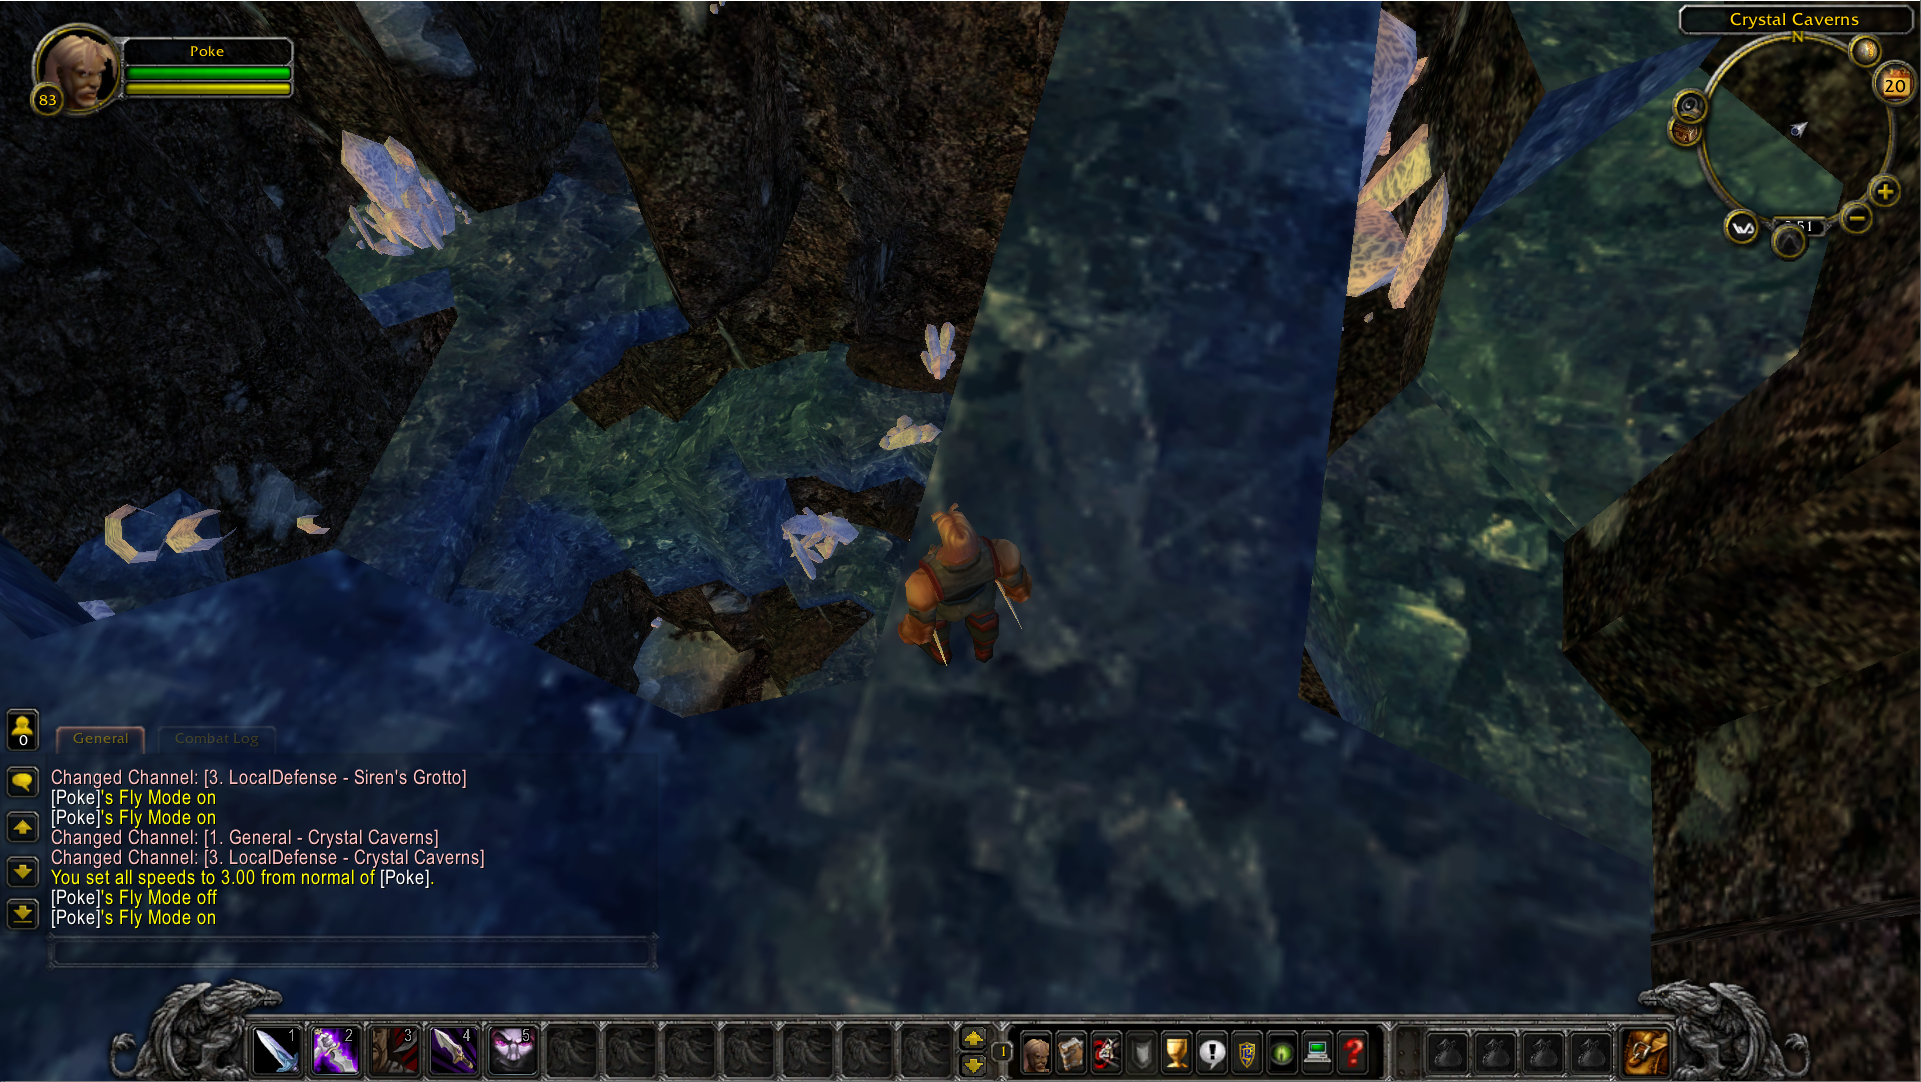 Poke
83
Crystal Caverns
N
20
0
General
Combat Log
Changed Channel: [3. LocalDefense - Siren's Grotto]
[Poke]'s Fly Mode on
[Poke]'s Fly Mode on
Changed Channel: [1. General - Crystal Caverns]
Changed Channel: [3. LocalDefense - Crystal Caverns]
You set all speeds to 3.00 from normal of [Poke].
[Poke]'s Fly Mode off
[Poke]'s Fly Mode on
1
2
3
4
5
1